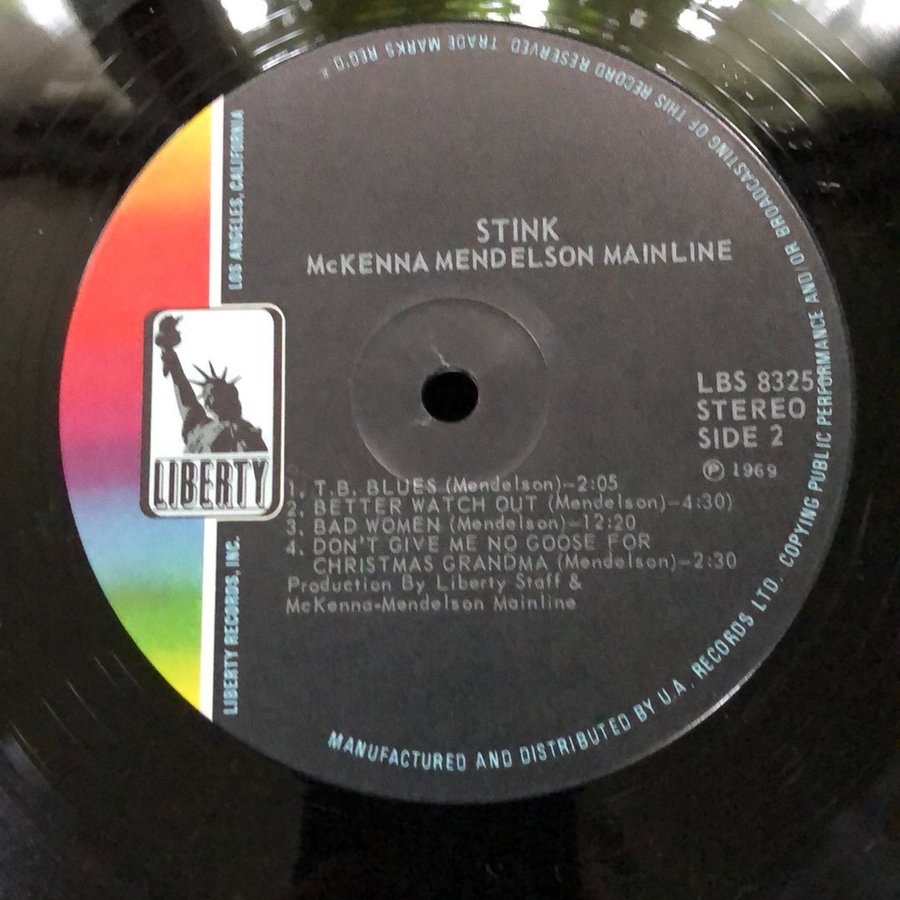 STINK
McKENNA MENDELSON MAINLINE
LBS 8325
STEREO
SIDE 2
Ⓟ 1969
1. T.B. BLUES (Mendelson)—2:05
2. BETTER WATCH OUT (Mendelson)—4:30)
3. BAD WOMEN (Mendelson)—12:20
4. DON'T GIVE ME NO GOOSE FOR
CHRISTMAS GRANDMA (Mendelson)—2:30
Production By Liberty Staff &
McKenna-Mendelson Mainline
LIBERTY
LIBERTY RECORDS, INC.
LOS ANGELES, CALIFORNIA
MANUFACTURED AND DISTRIBUTED BY U.A. RECORDS LTD. COPYING PUBLIC PERFORMANCE AND/OR BROADCASTING OF THIS RECORD RESERVED TRADE MARKS REG'D. A